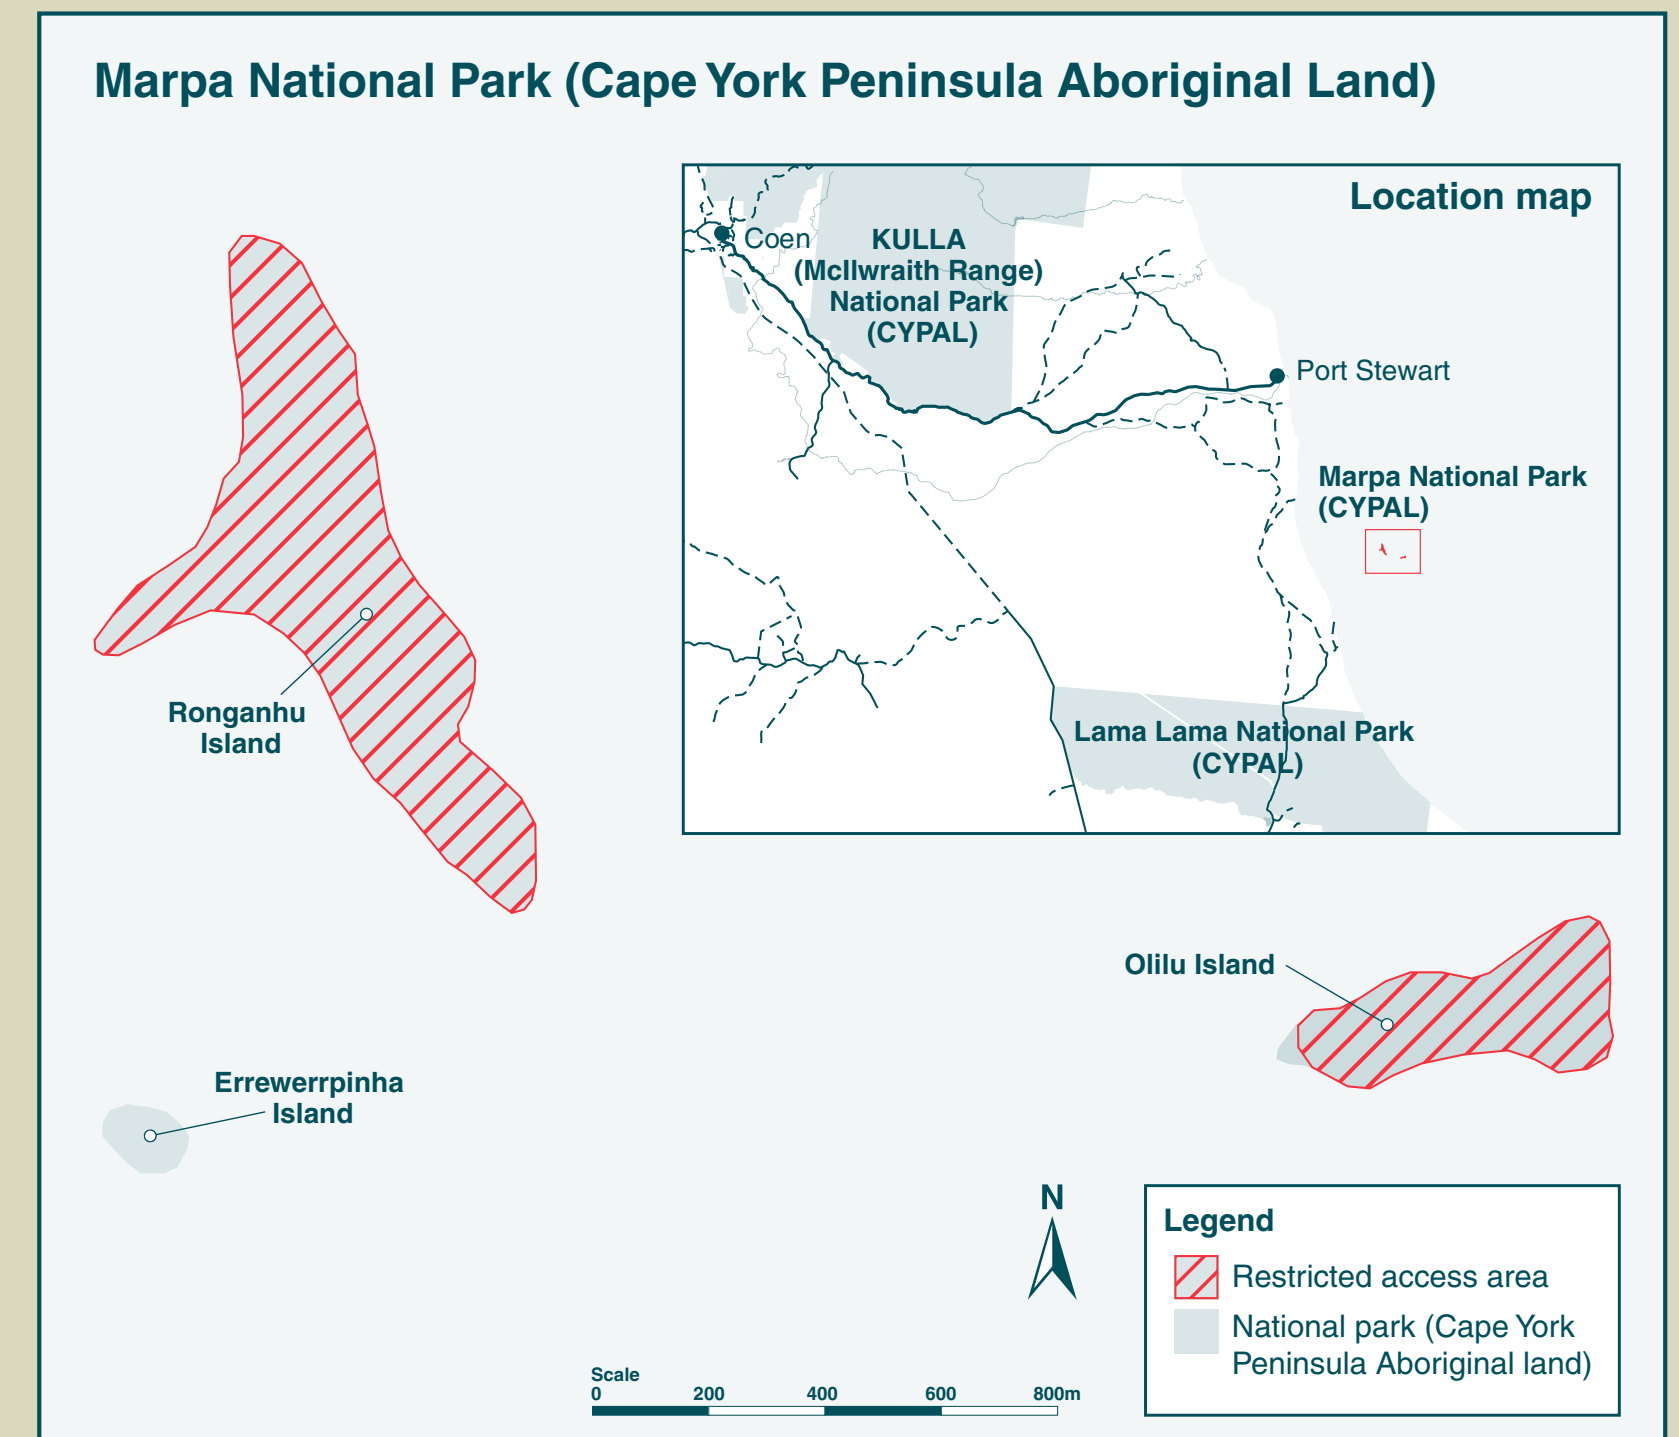 Marpa National Park (Cape York Peninsula Aboriginal Land)
Location map
Coen
KULLA
(McIlwraith Range)
National Park
(CYPAL)
Port Stewart
Marpa National Park
(CYPAL)
Lama Lama National Park
(CYPAL)
Ronganhu
Island
Olilu Island
Errewerrpinha
Island
N
Legend
Restricted access area
National park (Cape York
Peninsula Aboriginal land)
Scale
0 200 400 600 800m